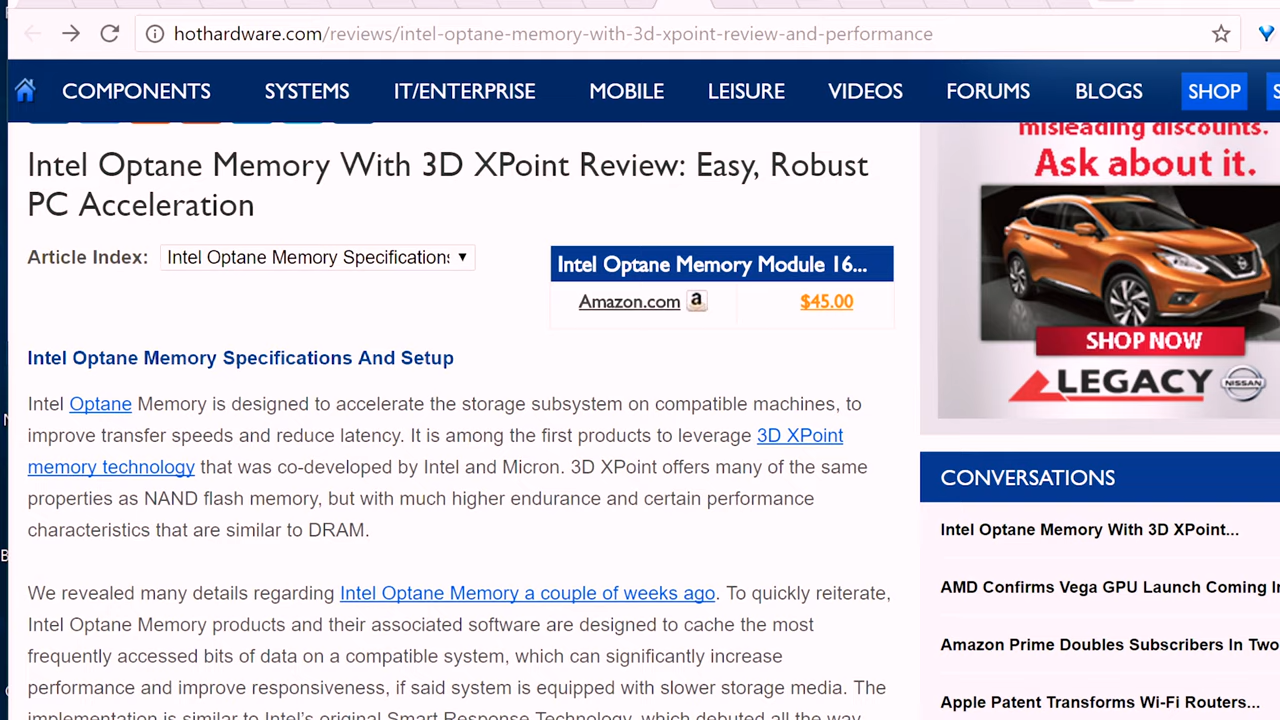 hothardware.com/reviews/intel-optane-memory-with-3d-xpoint-review-and-performance
COMPONENTS SYSTEMS IT/ENTERPRISE MOBILE LEISURE VIDEOS FORUMS BLOGS SHOP
Intel Optane Memory With 3D XPoint Review: Easy, Robust
PC Acceleration
Article Index: Intel Optane Memory Specifications
Intel Optane Memory Module 16...
Amazon.com a $45.00
Intel Optane Memory Specifications And Setup
Intel Optane Memory is designed to accelerate the storage subsystem on compatible machines, to
improve transfer speeds and reduce latency. It is among the first products to leverage 3D XPoint
memory technology that was co-developed by Intel and Micron. 3D XPoint offers many of the same
properties as NAND flash memory, but with much higher endurance and certain performance
characteristics that are similar to DRAM.
We revealed many details regarding Intel Optane Memory a couple of weeks ago. To quickly reiterate,
Intel Optane Memory products and their associated software are designed to cache the most
frequently accessed bits of data on a compatible system, which can significantly increase
performance and improve responsiveness, if said system is equipped with slower storage media. The
implementation is similar to Intel's original Smart Response Technology, which debuted all the way
misleading discounts.
Ask about it.
SHOP NOW
LEGACY NISSAN
CONVERSATIONS
Intel Optane Memory With 3D XPoint...
AMD Confirms Vega GPU Launch Coming In
Amazon Prime Doubles Subscribers In Two
Apple Patent Transforms Wi-Fi Routers...